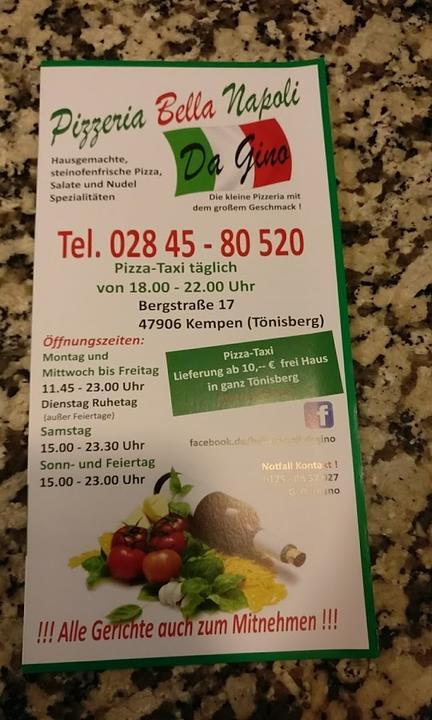 Pizzeria Bella Napoli
Da Gino
Hausgemachte,
steinofenfrische Pizza,
Salate und Nudel
Spezialitäten
Die kleine Pizzeria mit
dem großem Geschmack !
Tel. 028 45 - 80 520
Pizza-Taxi täglich
von 18.00 - 22.00 Uhr
Bergstraße 17
47906 Kempen (Tönisberg)
Öffnungszeiten:
Montag und
Mittwoch bis Freitag
11.45 - 23.00 Uhr
Dienstag Ruhetag
(außer Feiertage)
Samstag
15.00 - 23.30 Uhr
Sonn- und Feiertag
15.00 - 23.00 Uhr
Pizza-Taxi
Lieferung ab 10,-- € frei Haus
in ganz Tönisberg
f
Notfall Kontakt !
!!! Alle Gerichte auch zum Mitnehmen !!!